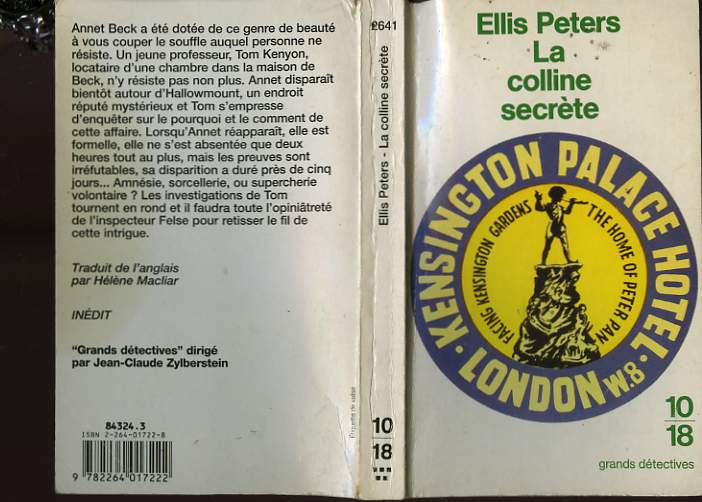 Annet Beck a été dotée de ce genre de beauté
à vous couper le souffle auquel personne ne
résiste. Un jeune professeur, Tom Kenyon,
locataire d'une chambre dans la maison de
Beck, n'y résiste pas non plus. Annet disparaît
bientôt autour d'Hallowmount, un endroit
réputé mystérieux et Tom s'empresse
d'enquêter sur le pourquoi et le comment de
cette affaire. Lorsqu'Annet réapparaît, elle est
formelle, elle ne s'est absentée que deux
heures tout au plus, mais les preuves sont
irréfutables, sa disparition a duré près de cinq
jours... Amnésie, sorcellerie, ou supercherie
volontaire ? Les investigations de Tom
tournent en rond et il faudra toute l'opiniâtreté
de l'inspecteur Felse pour retisser le fil de
cette intrigue.
Traduit de l'anglais
par Hélène Macliar
INÉDIT
"Grands détectives" dirigé
par Jean-Claude Zylberstein
84324.3
ISBN 2-264-01722-8
9 782264 017222
2641
Ellis Peters - La colline secrète
10
18
Ellis Peters
La
colline
secrète
KENSINGTON PALACE HOTEL
FACING KENSINGTON GARDENS
THE HOME OF PETER PAN
LONDON W.8
10
18
grands détectives